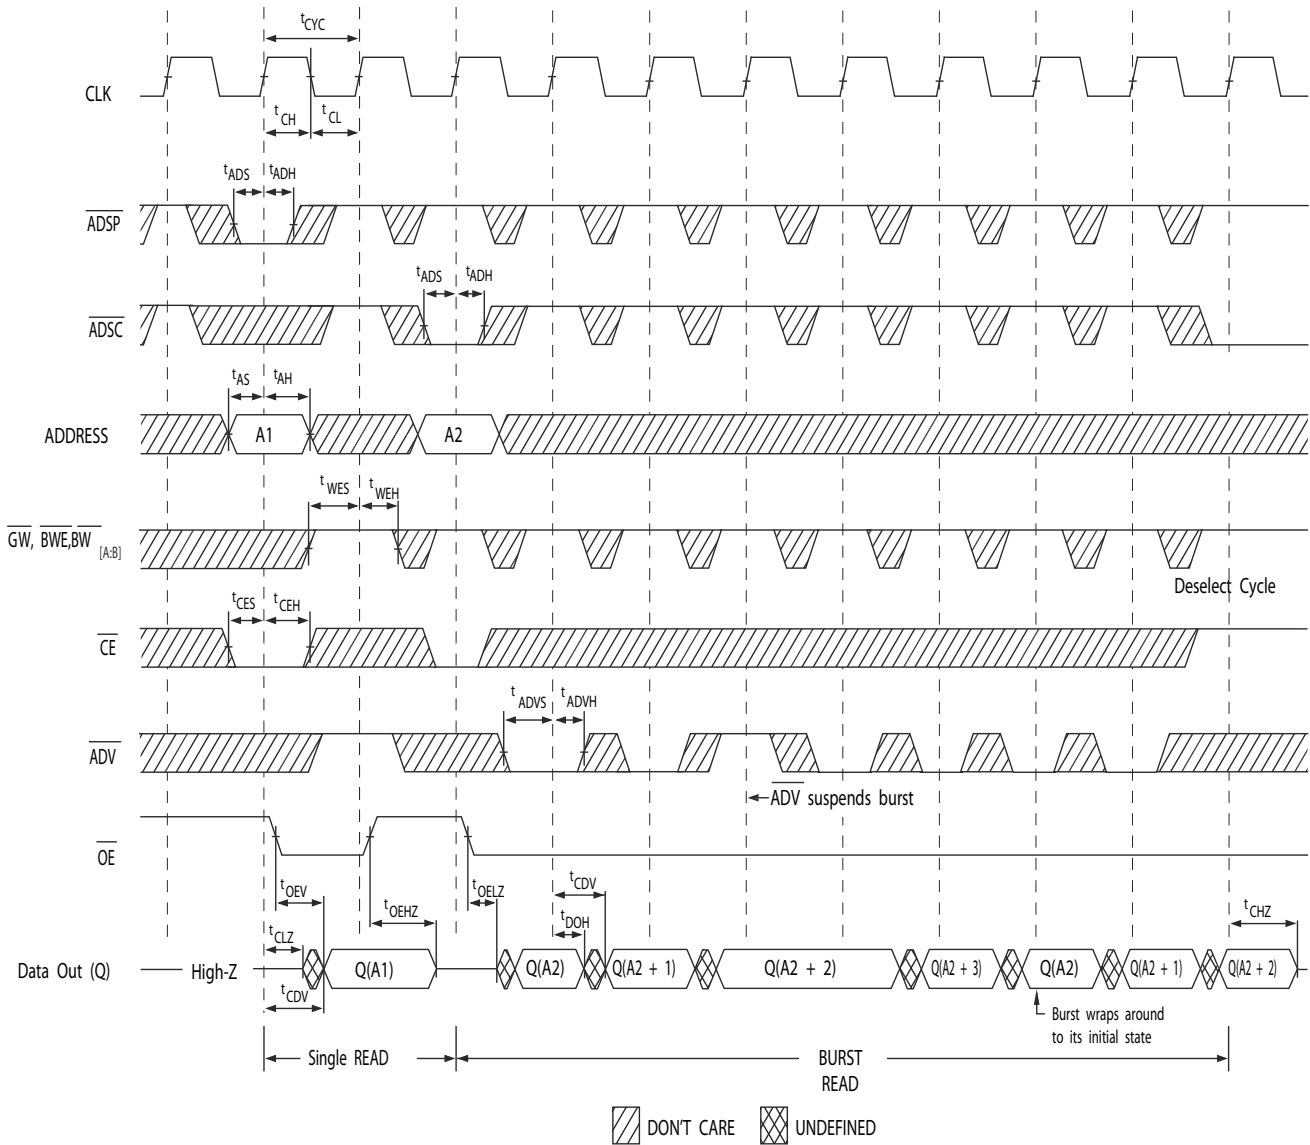 tCYC
CLK
tCH
tCL
tADS
tADH
ADSP
tADS
tADH
ADSC
tAS
tAH
ADDRESS
A1
A2
tWES
tWEH
GW, BWE,BW [A:B]
Deselect Cycle
tCES
tCEH
CE
tADVS
tADVH
ADV
ADV suspends burst
OE
tOEV
tOEHZ
tOELZ
tCDV
tDOH
tCHZ
tCLZ
Data Out (Q)
High-Z
Q(A1)
Q(A2)
Q(A2 + 1)
Q(A2 + 2)
Q(A2 + 3)
Q(A2)
Q(A2 + 1)
Q(A2 + 2)
tCDV
Burst wraps around
to its initial state
Single READ
BURST
READ
DON'T CARE
UNDEFINED